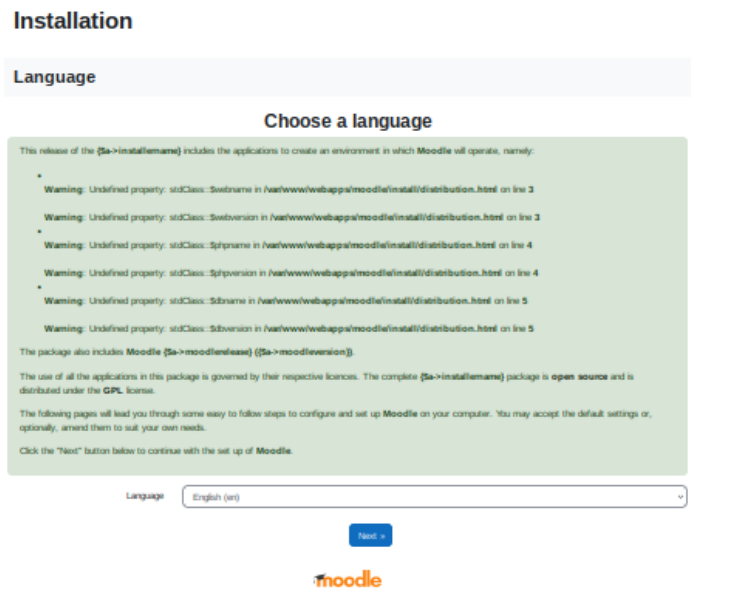 Installation
Language
Choose a language
This release of the {$a->installername} includes the applications to create an environment in which Moodle will operate, namely:
Warning: Undefined property: stdClass::$webname in /var/www/webapps/moodle/install/distribution.html on line 3
Warning: Undefined property: stdClass::$webversion in /var/www/webapps/moodle/install/distribution.html on line 3
Warning: Undefined property: stdClass::$phpname in /var/www/webapps/moodle/install/distribution.html on line 4
Warning: Undefined property: stdClass::$phpversion in /var/www/webapps/moodle/install/distribution.html on line 4
Warning: Undefined property: stdClass::$dbname in /var/www/webapps/moodle/install/distribution.html on line 5
Warning: Undefined property: stdClass::$dbversion in /var/www/webapps/moodle/install/distribution.html on line 5
The package also includes Moodle {$a->moodlerelease} ({$a->moodleversion}).
The use of all the applications in this package is governed by their respective licences. The complete {$a->installername} package is open source and is
distributed under the GPL license.
The following pages will lead you through some easy to follow steps to configure and set up Moodle on your computer. You may accept the default settings or,
optionally, amend them to suit your own needs.
Click the "Next" button below to continue with the set up of Moodle.
Language English (en)
Next »
moodle